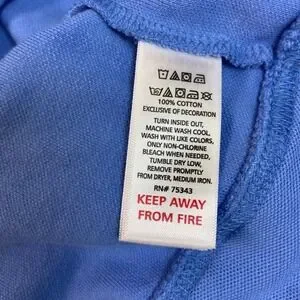 100% COTTON
EXCLUSIVE OF DECORATION
TURN INSIDE OUT,
MACHINE WASH COOL,
WASH WITH LIKE COLORS,
ONLY NON-CHLORINE
BLEACH WHEN NEEDED,
TUMBLE DRY LOW,
REMOVE PROMPTLY
FROM DRYER, MEDIUM IRON.
RN# 75343
KEEP AWAY
FROM FIRE